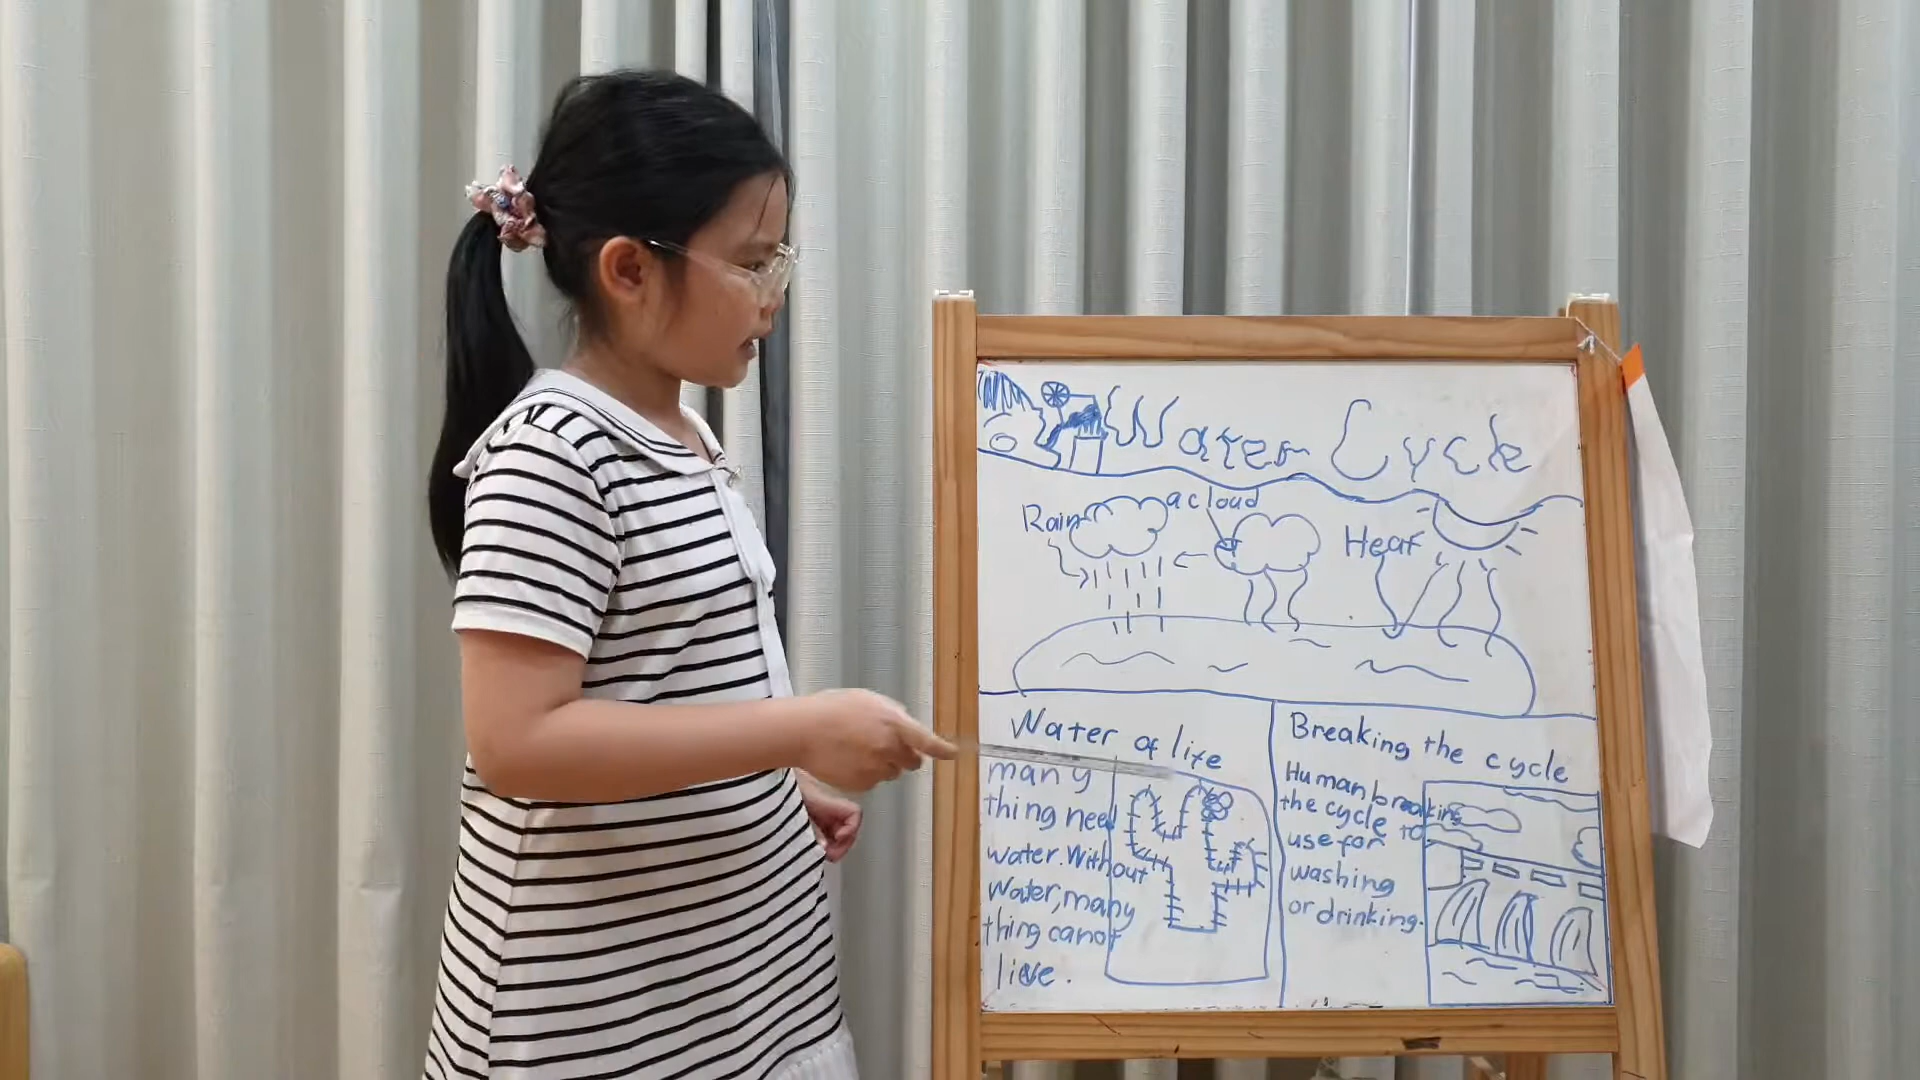 Water Cycle
Rain
a cloud
Heat
Water of life
many
thing need
water. Without
Water, many
thing canot
live.
Breaking the cycle
Human breaking
the cycle to
use for
washing
or drinking.